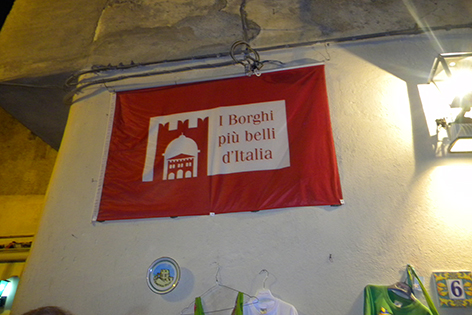 I Borghi
più belli
d'Italia
6